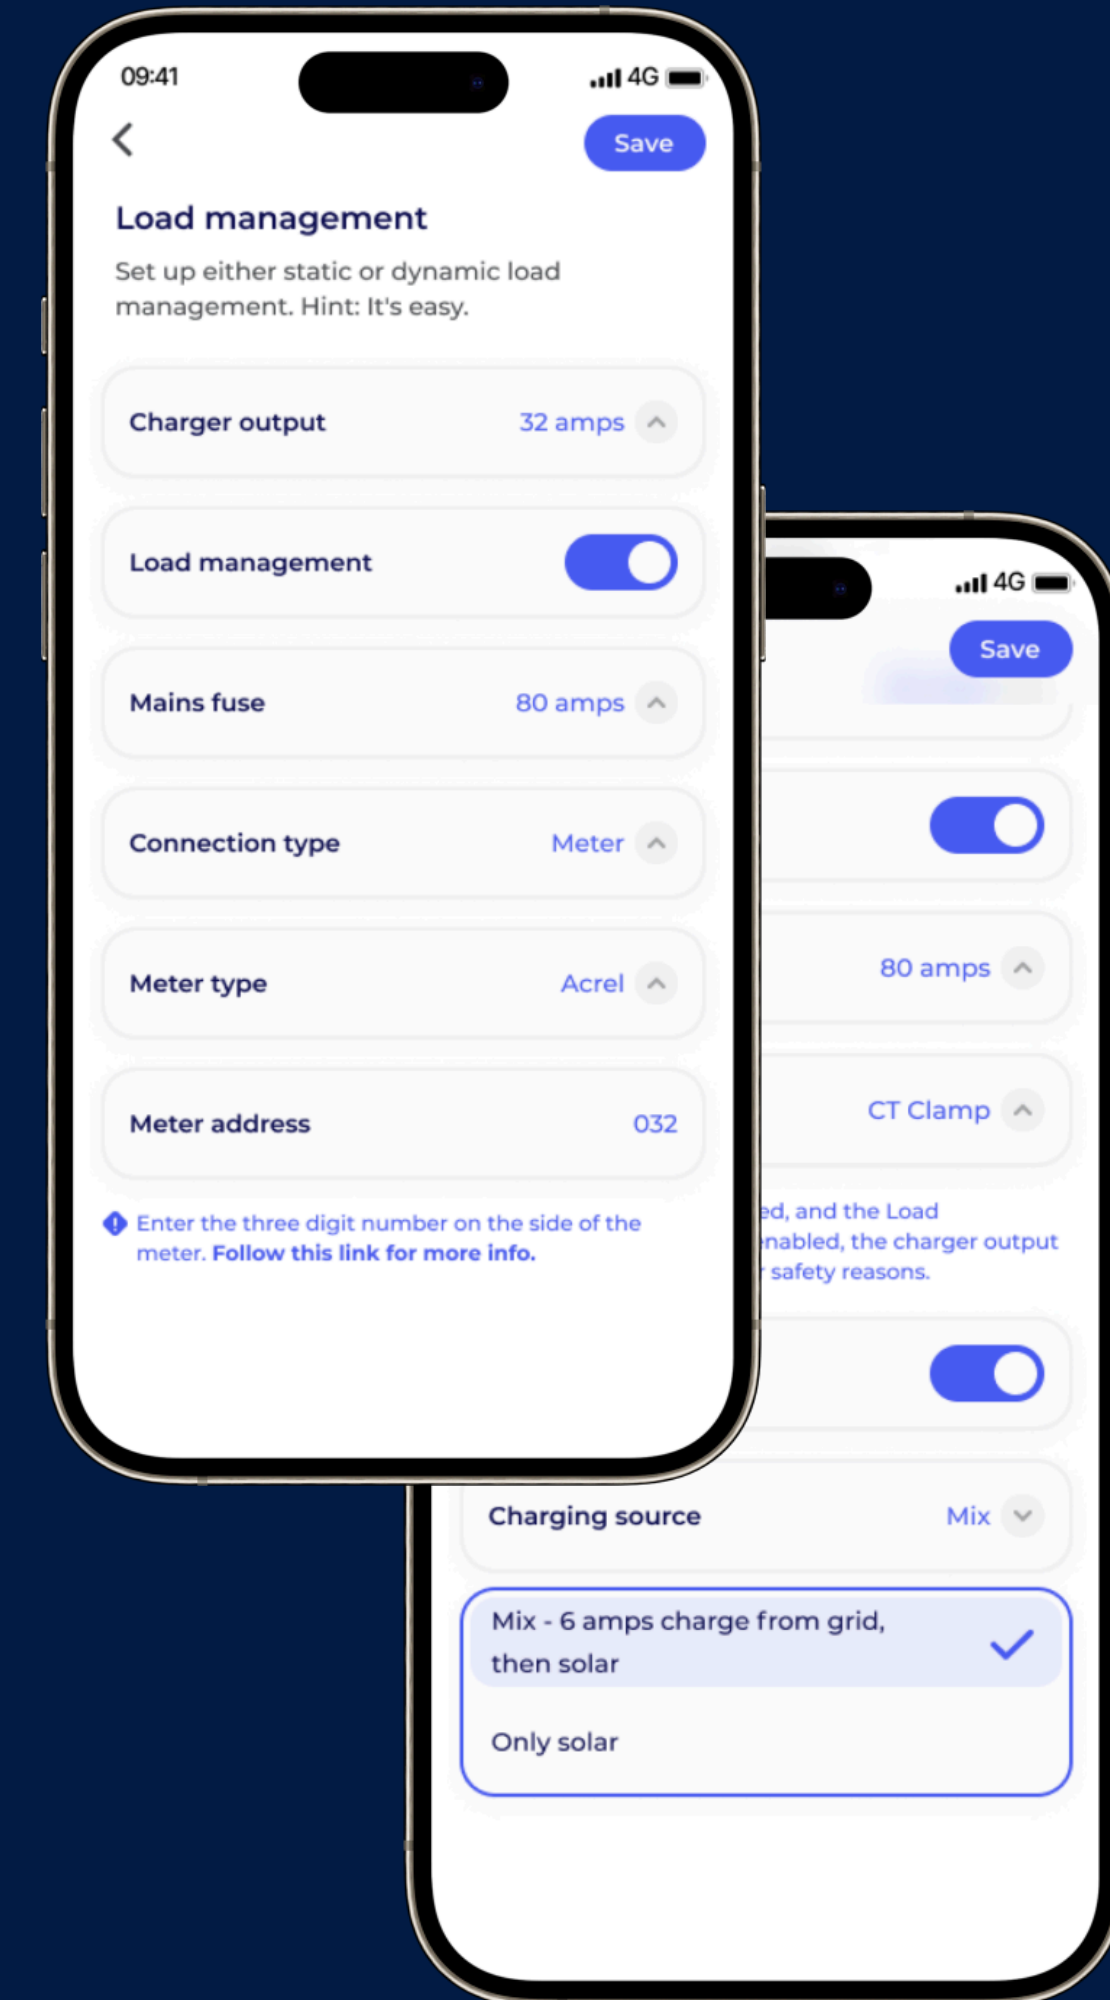 09:41
4G
Save
Load management
Set up either static or dynamic load
management. Hint: It's easy.
Charger output 32 amps
Load management
Mains fuse 80 amps
Connection type Meter
Meter type Acrel
Meter address 032
Enter the three digit number on the side of the
meter. Follow this link for more info.
4G
Save
80 amps
CT Clamp
and the Load
the charger output
safety reasons.
Charging source Mix
Mix - 6 amps charge from grid,
then solar
Only solar